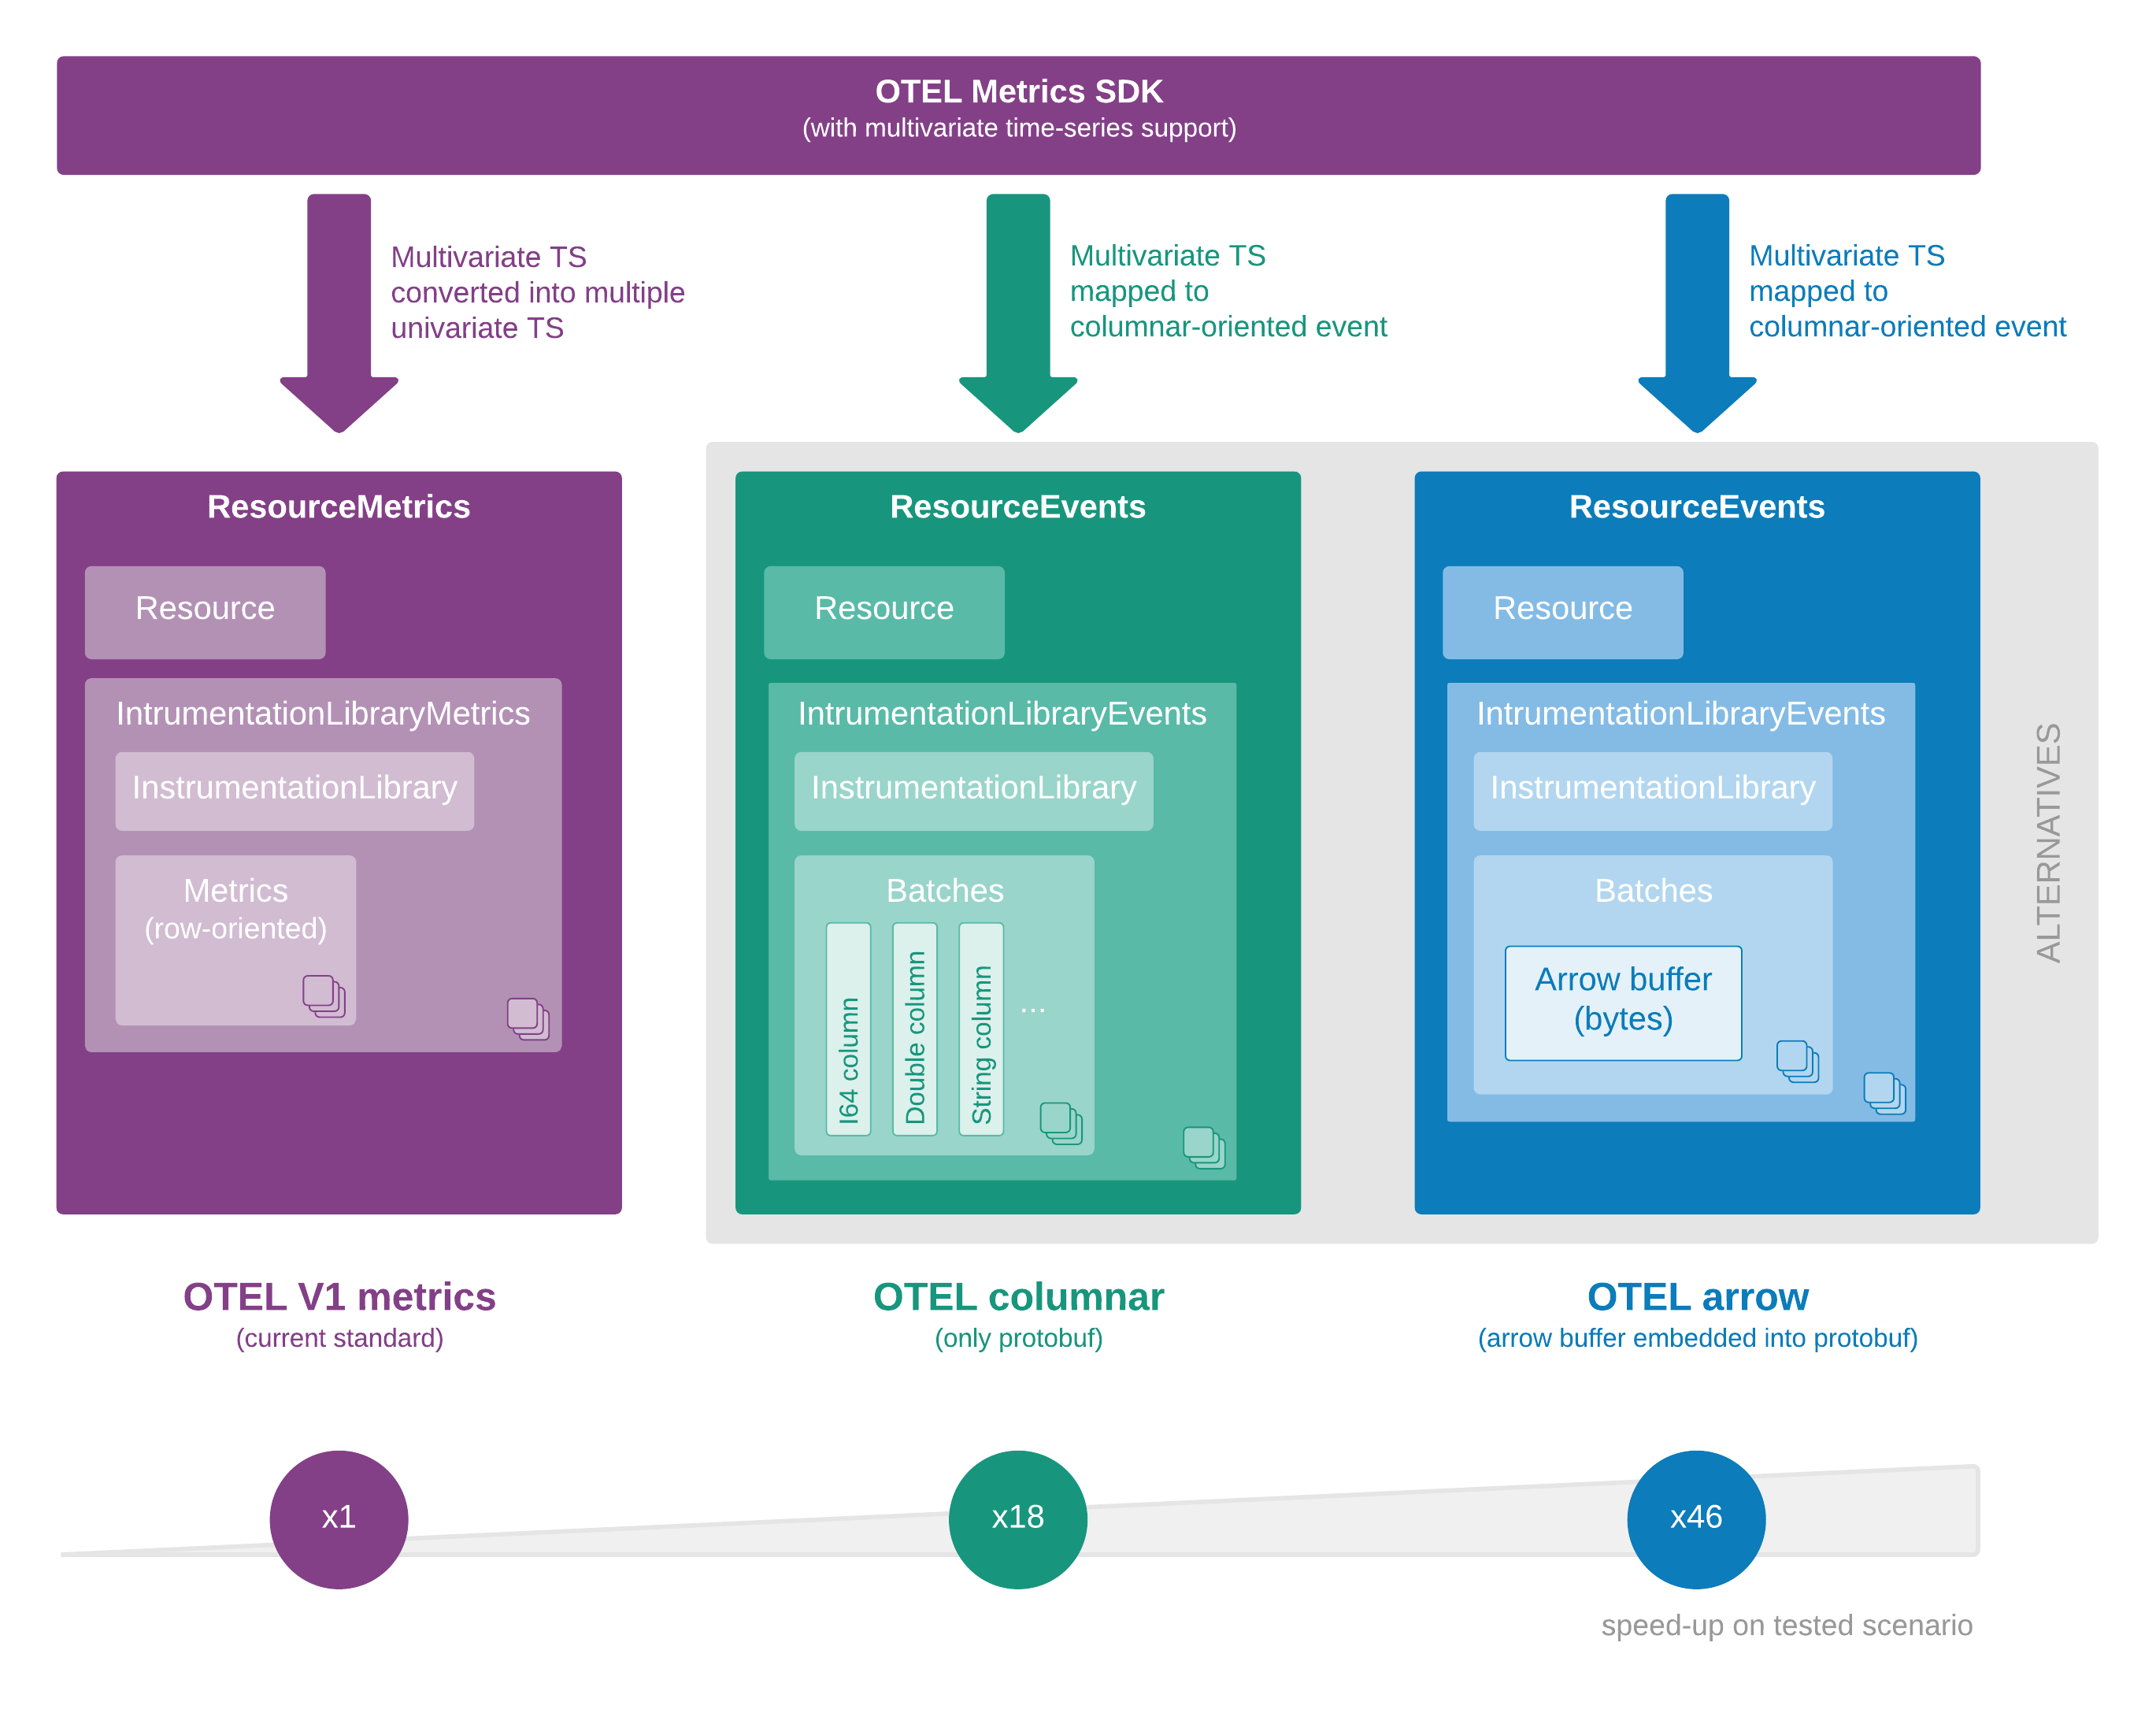 OTEL Metrics SDK
(with multivariate time-series support)
Multivariate TS
converted into multiple
univariate TS
Multivariate TS
mapped to
columnar-oriented event
Multivariate TS
mapped to
columnar-oriented event
ResourceMetrics
Resource
IntrumentationLibraryMetrics
InstrumentationLibrary
Metrics
(row-oriented)
ResourceEvents
Resource
IntrumentationLibraryEvents
InstrumentationLibrary
Batches
I64 column
Double column
String column
...
ResourceEvents
Resource
IntrumentationLibraryEvents
InstrumentationLibrary
Batches
Arrow buffer
(bytes)
ALTERNATIVES
OTEL V1 metrics
(current standard)
OTEL columnar
(only protobuf)
OTEL arrow
(arrow buffer embedded into protobuf)
x1
x18
x46
speed-up on tested scenario